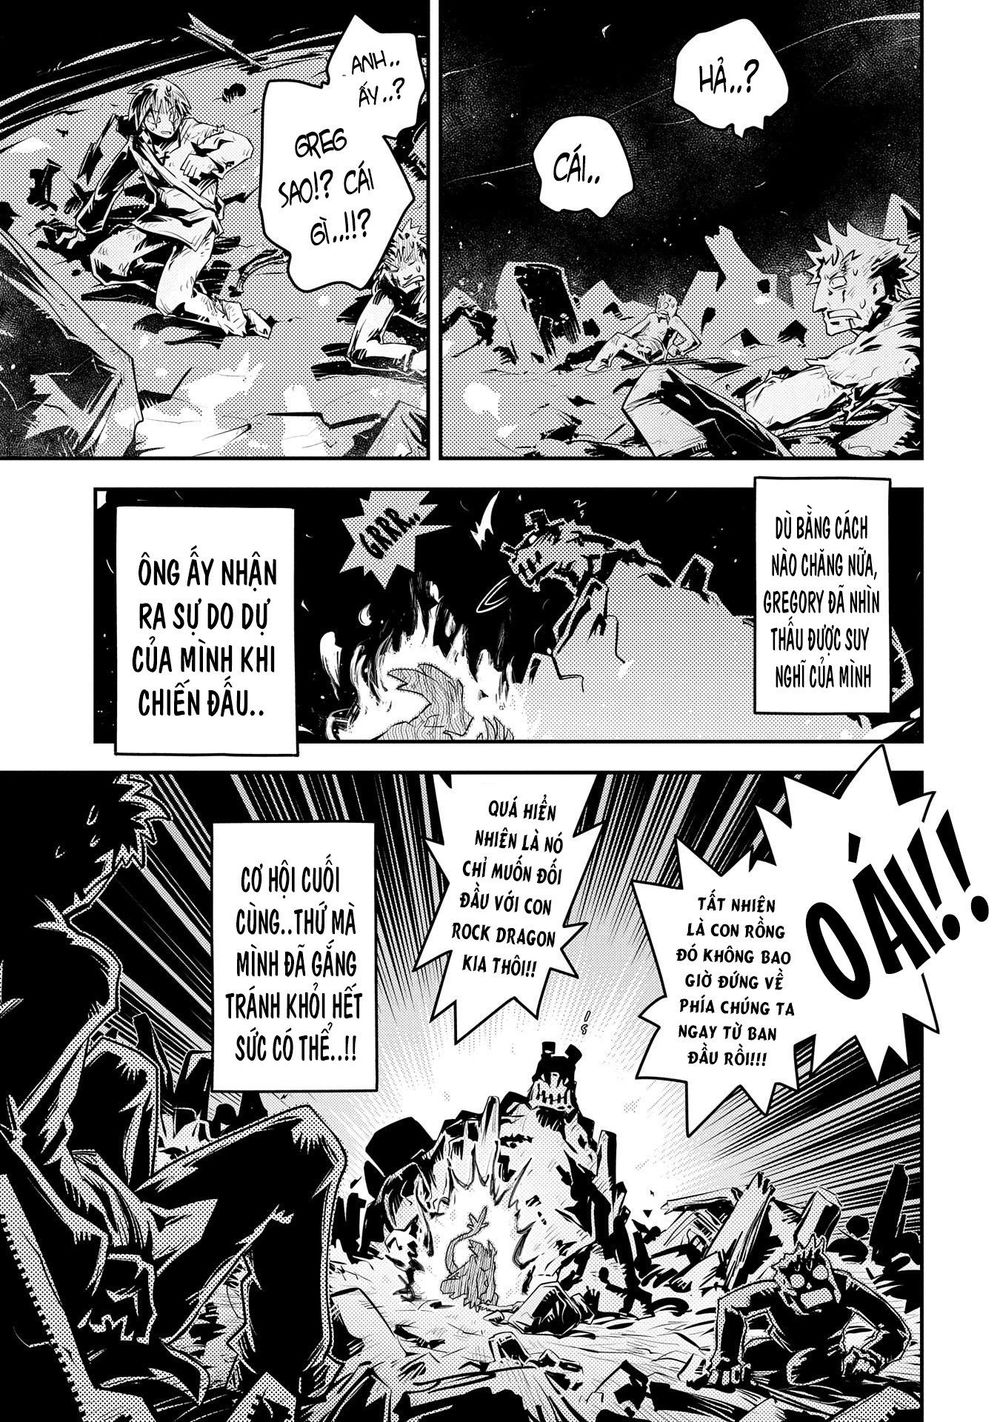 HẢ..?
CÁI..
ANH..
ẤY..?
GREG
SAO!? CÁI
GÌ..!!?
DÙ BẰNG CÁCH
NÀO CHĂNG NỮA,
GREGORY ĐÃ NHÌN
THẤU ĐƯỢC SUY
NGHĨ CỦA MÌNH
GRRR..
ÔNG ẤY NHẬN
RA SỰ DO DỰ
CỦA MÌNH KHI
CHIẾN ĐẤU..
O ÁI!!
TẤT NHIÊN
LÀ CON RỒNG
ĐÓ KHÔNG BAO
GIỜ ĐỨNG VỀ
PHÍA CHÚNG TA
NGAY TỪ BAN
ĐẦU RỒI!!!
QUÁ HIỂN
NHIÊN LÀ NÓ
CHỈ MUỐN ĐỐI
ĐẦU VỚI CON
ROCK DRAGON
KIA THÔI!!
CƠ HỘI CUỐI
CÙNG..THỨ MÀ
MÌNH ĐÃ GẮNG
TRÁNH KHỎI HẾT
SỨC CÓ THỂ..!!